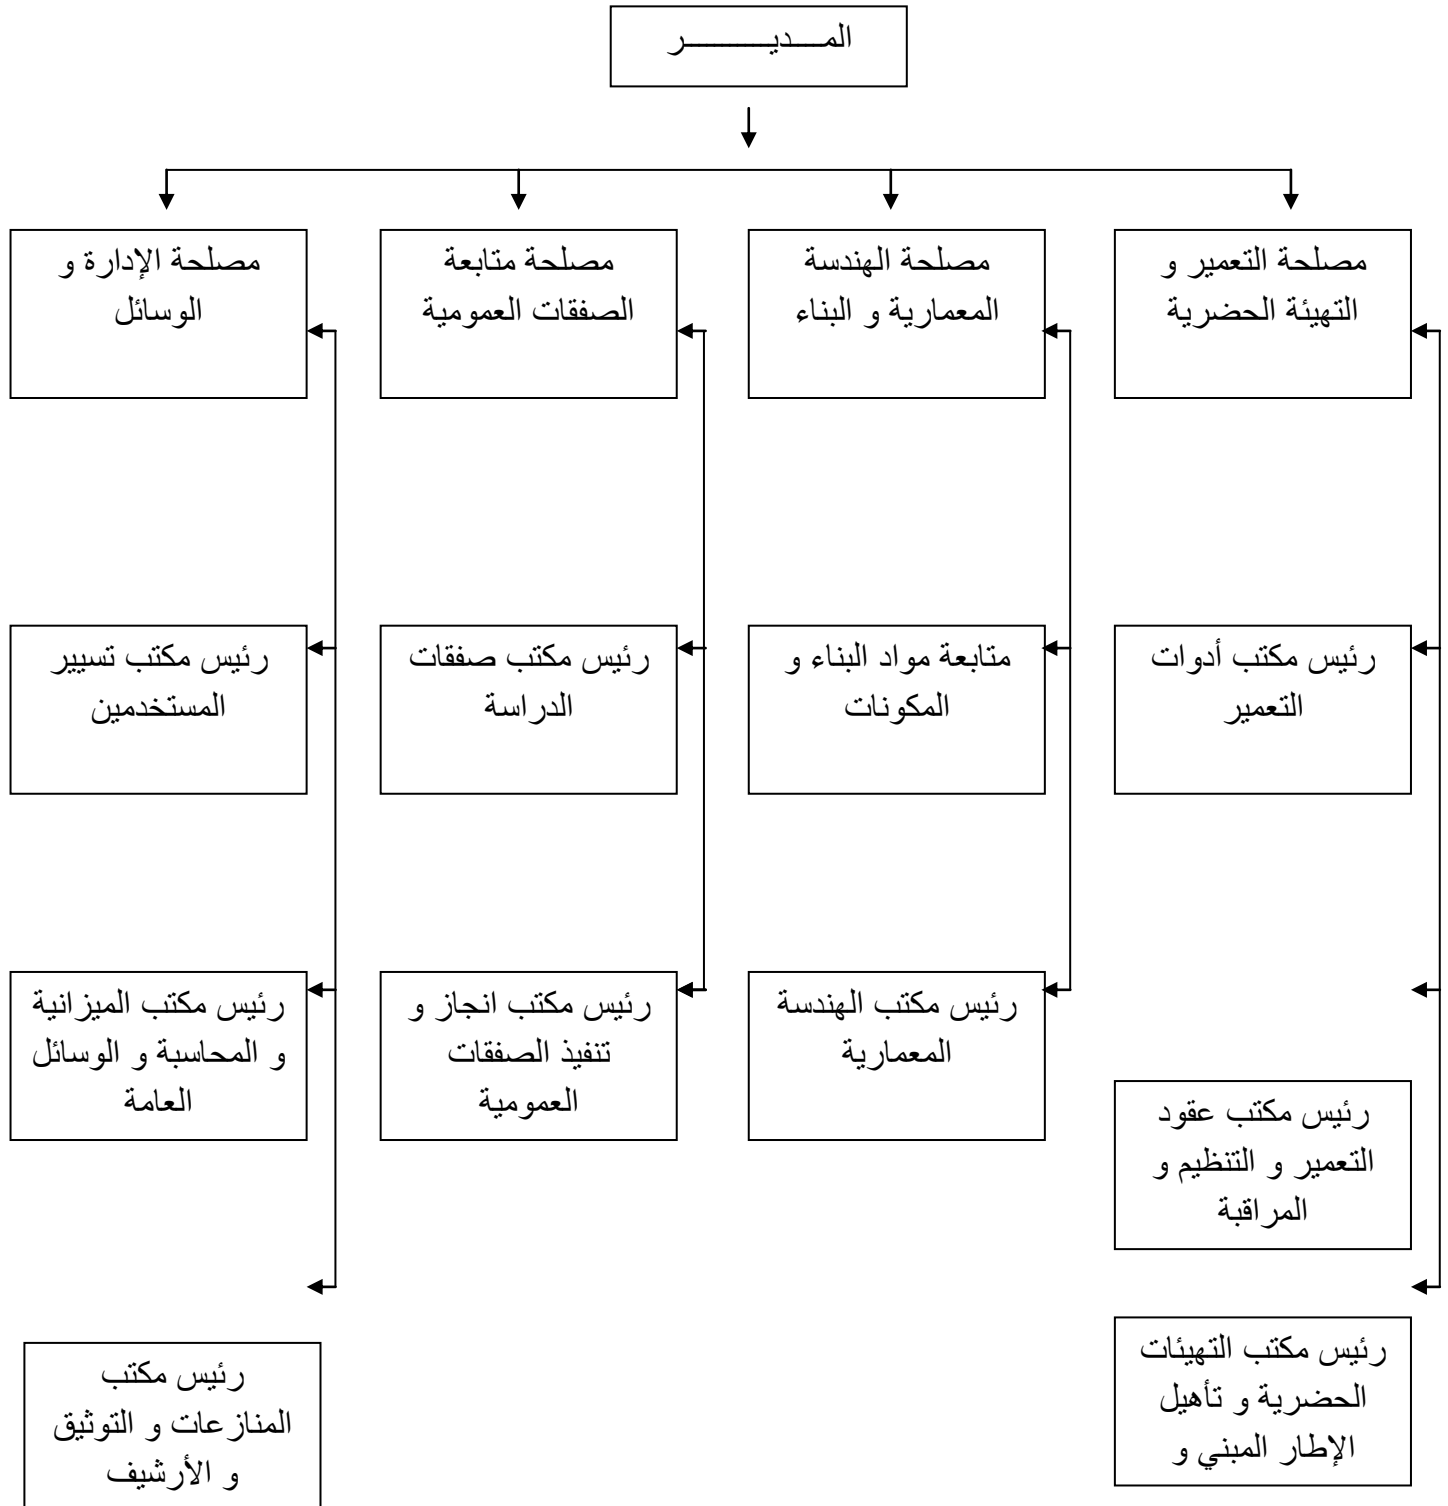 المـــديــــــــر
مصلحة التعمير و
التهيئة الحضرية
مصلحة الهندسة
المعمارية و البناء
مصلحة متابعة
الصفقات العمومية
مصلحة الإدارة و
الوسائل
رئيس مكتب أدوات
التعمير
متابعة مواد البناء و
المكونات
رئيس مكتب صفقات
الدراسة
رئيس مكتب تسيير
المستخدمين
رئيس مكتب عقود
التعمير و التنظيم و
المراقبة
رئيس مكتب الهندسة
المعمارية
رئيس مكتب انجاز و
تنفيذ الصفقات
العمومية
رئيس مكتب الميزانية
و المحاسبة و الوسائل
العامة
رئيس مكتب التهيئات
الحضرية و تأهيل
الإطار المبني و
رئيس مكتب
المنازعات و التوثيق
و الأرشيف